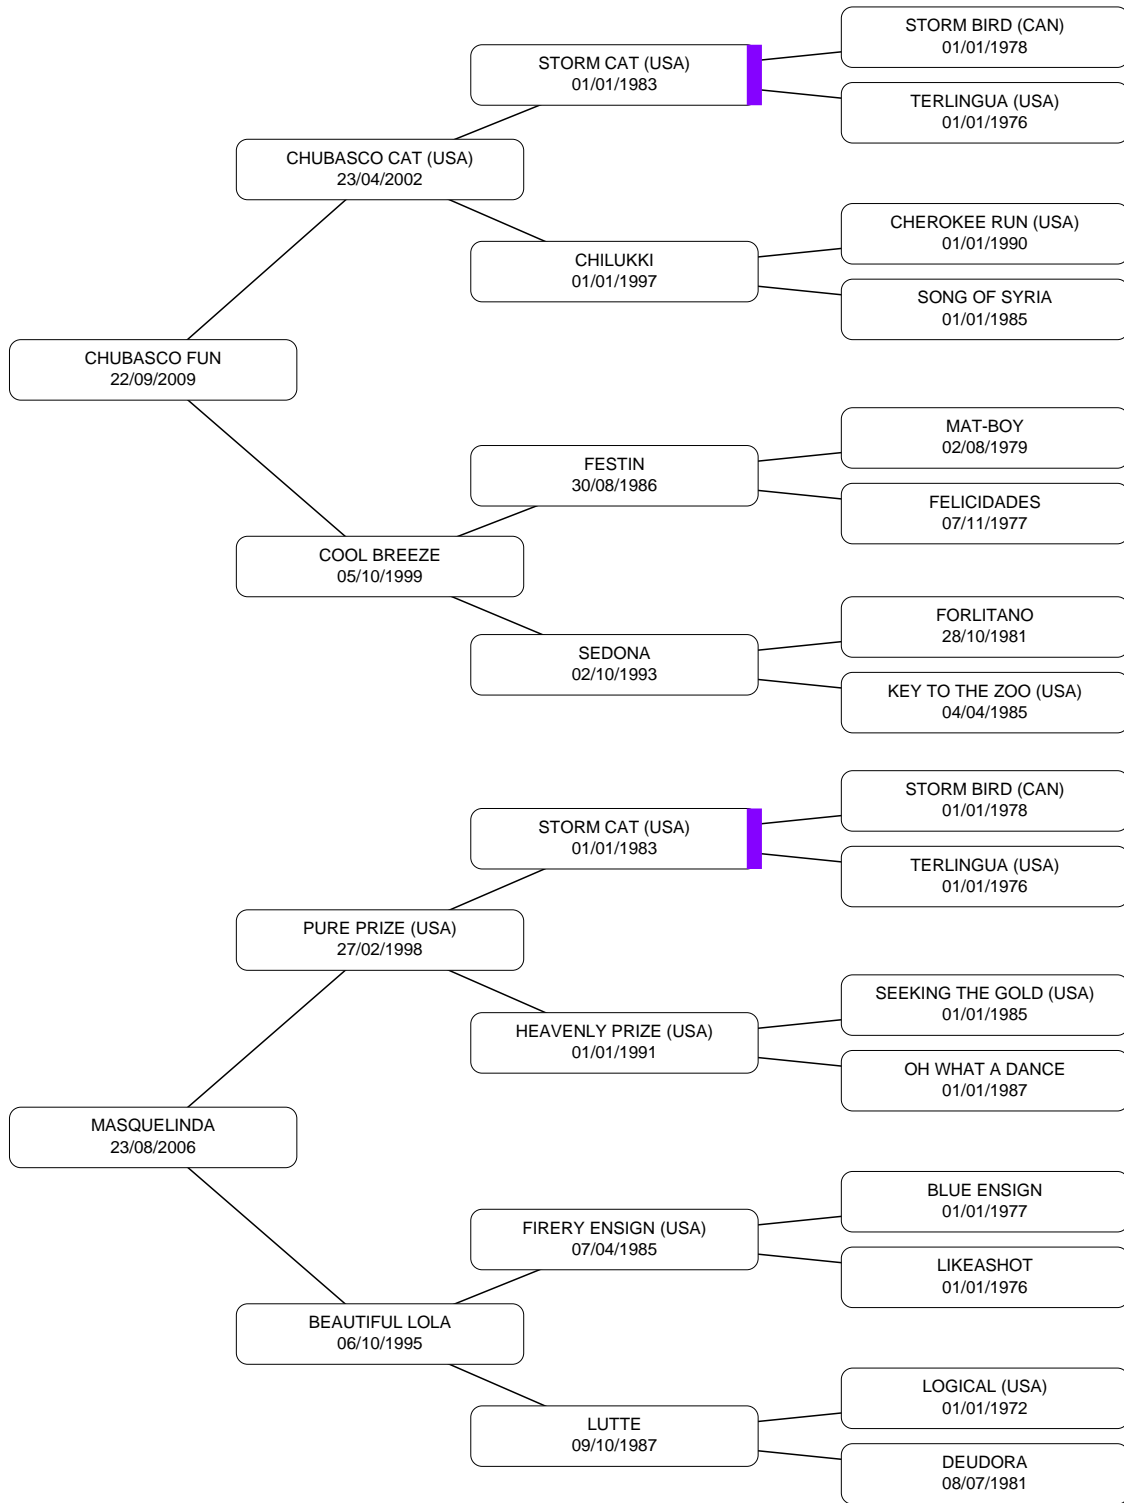 STORM BIRD (CAN)
01/01/1978
STORM CAT (USA)
01/01/1983
TERLINGUA (USA)
01/01/1976
CHUBASCO CAT (USA)
23/04/2002
CHEROKEE RUN (USA)
01/01/1990
CHILUKKI
01/01/1997
SONG OF SYRIA
01/01/1985
CHUBASCO FUN
22/09/2009
MAT-BOY
02/08/1979
FESTIN
30/08/1986
FELICIDADES
07/11/1977
COOL BREEZE
05/10/1999
FORLITANO
28/10/1981
SEDONA
02/10/1993
KEY TO THE ZOO (USA)
04/04/1985
STORM BIRD (CAN)
01/01/1978
STORM CAT (USA)
01/01/1983
TERLINGUA (USA)
01/01/1976
PURE PRIZE (USA)
27/02/1998
SEEKING THE GOLD (USA)
01/01/1985
HEAVENLY PRIZE (USA)
01/01/1991
OH WHAT A DANCE
01/01/1987
MASQUELINDA
23/08/2006
BLUE ENSIGN
01/01/1977
FIRERY ENSIGN (USA)
07/04/1985
LIKEASHOT
01/01/1976
BEAUTIFUL LOLA
06/10/1995
LOGICAL (USA)
01/01/1972
LUTTE
09/10/1987
DEUDORA
08/07/1981